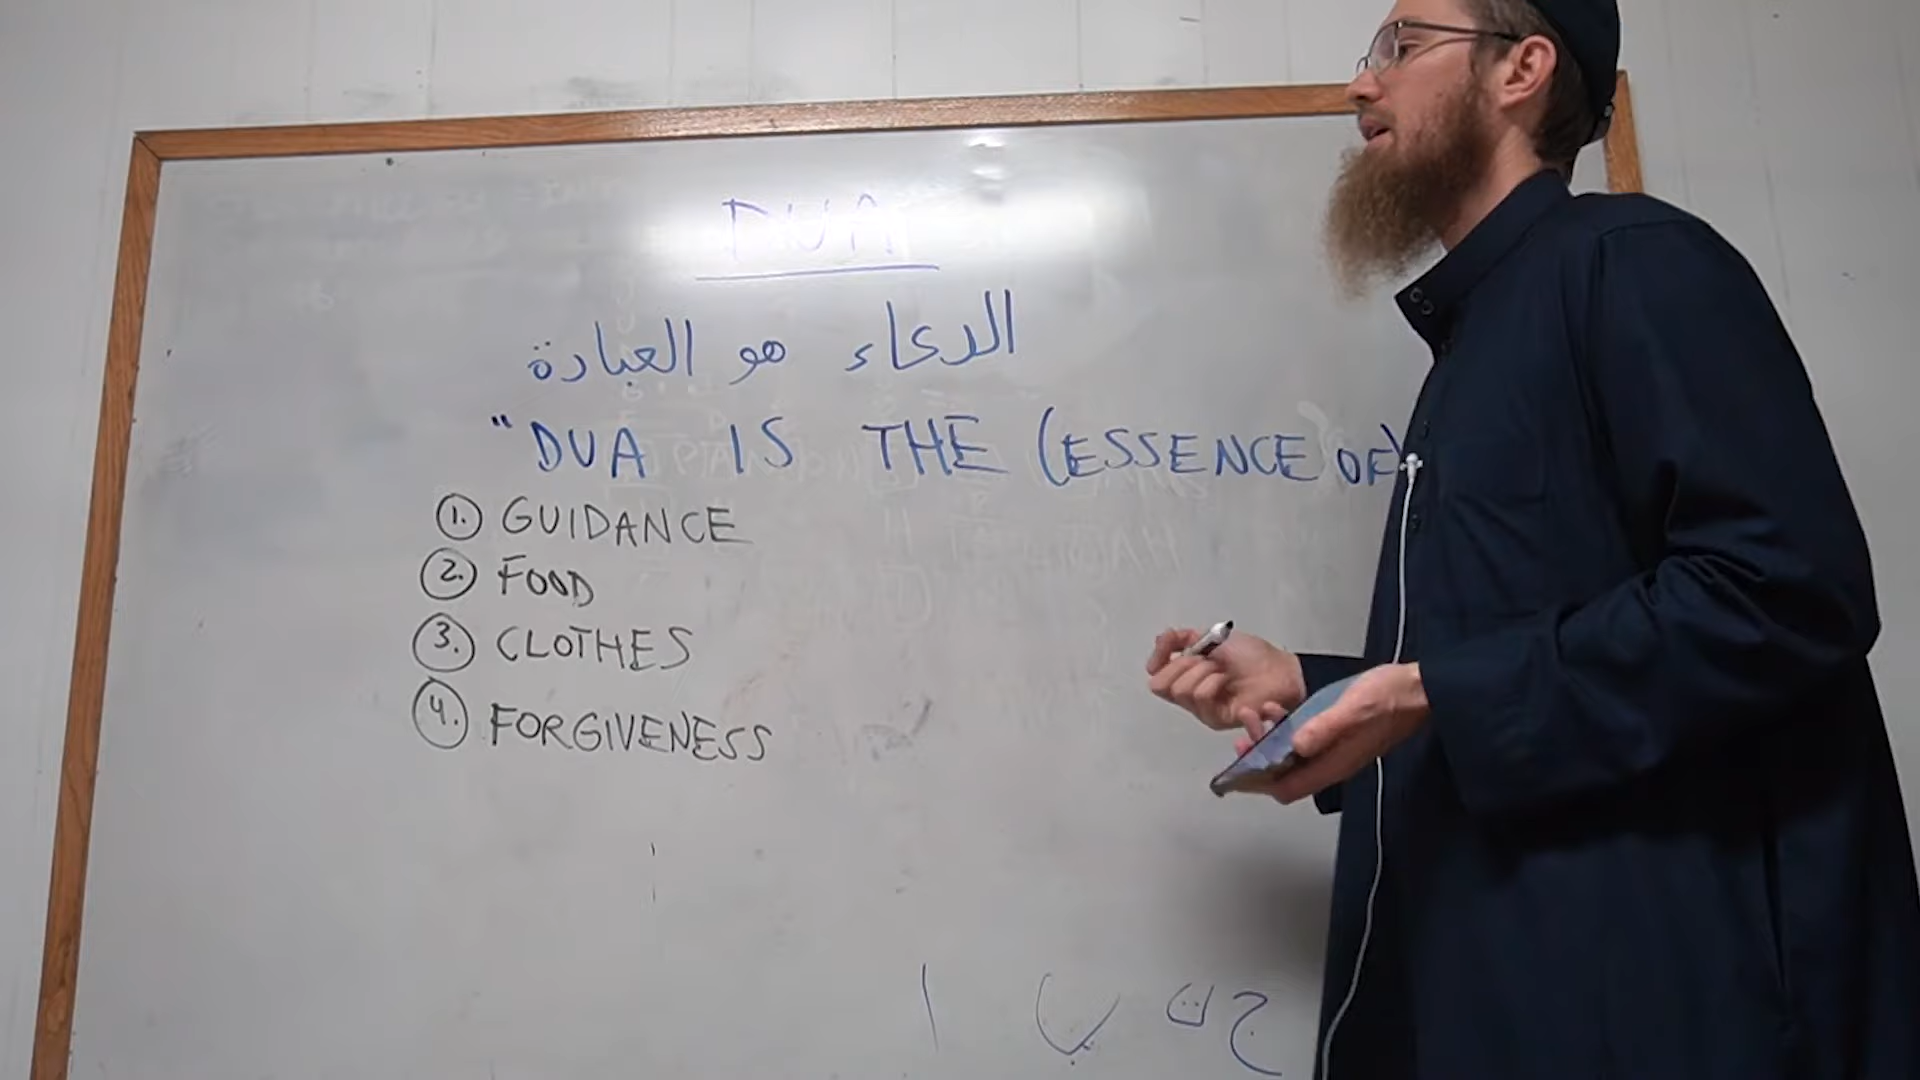 DUA
الدعاء هو العبادة
"DUA IS THE (ESSENCE OF)
1. GUIDANCE
2. FOOD
3. CLOTHES
4. FORGIVENESS
ا ب ت ج